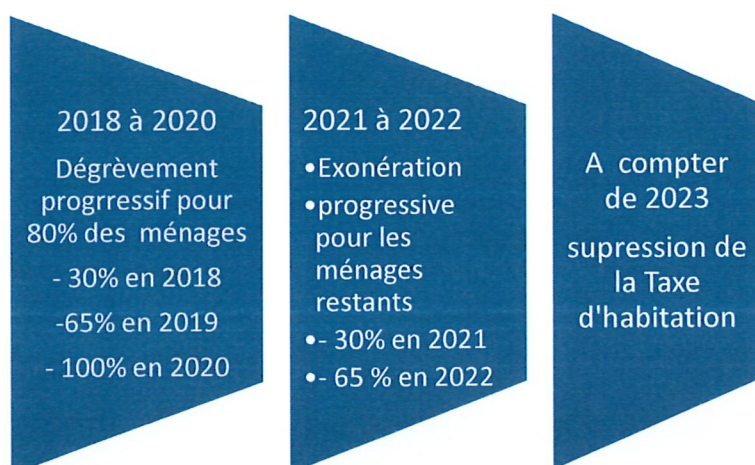 2018 à 2020
Dégrèvement
progrressif pour
80% des ménages
- 30% en 2018
-65% en 2019
- 100% en 2020
2021 à 2022
•Exonération
•progressive
pour les
ménages
restants
•- 30% en 2021
•- 65 % en 2022
A compter
de 2023
supression de
la Taxe
d'habitation